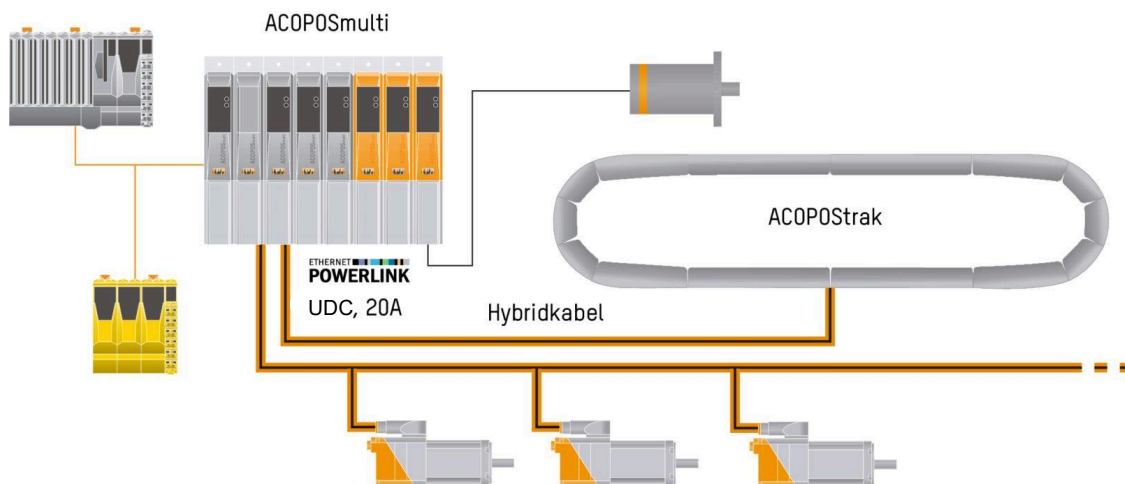 ACOPOSmulti
ACOPOStrak
ETHERNET
POWERLINK
UDC, 20A
Hybridkabel